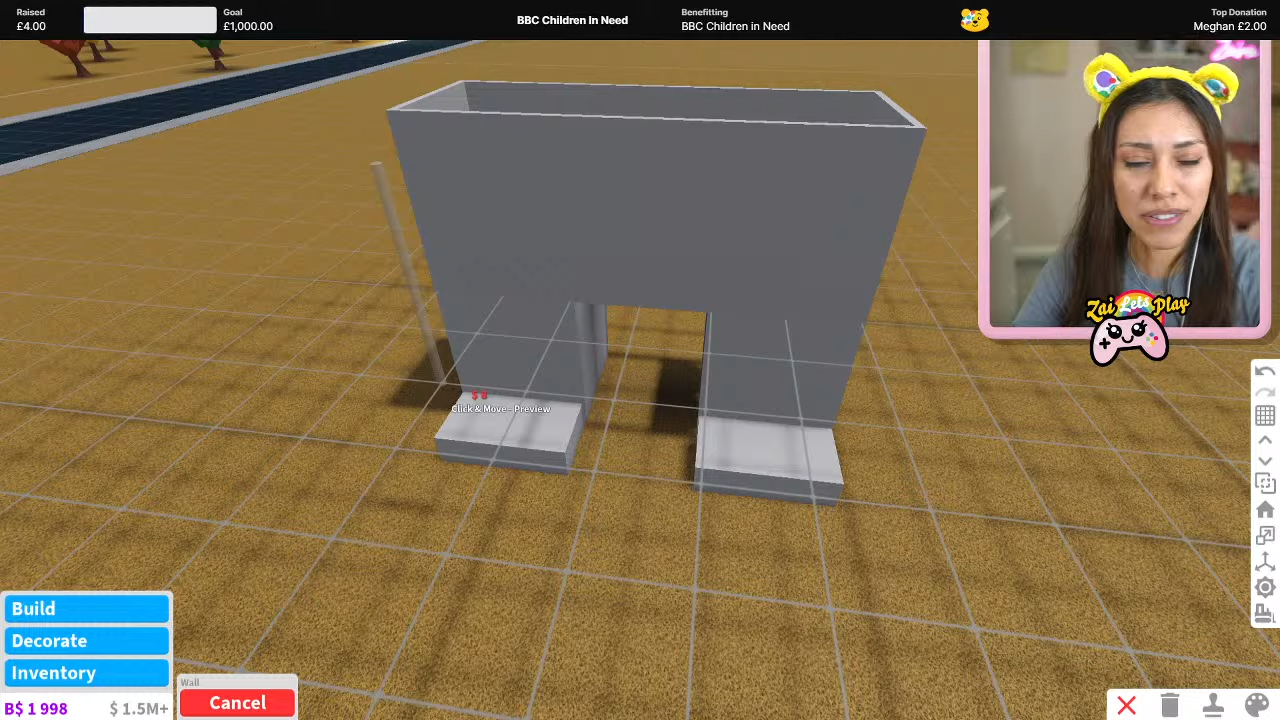 Raised
£4.00
Goal
£1,000.00
BBC Children In Need
Benefitting
BBC Children in Need
Top Donation
Meghan £2.00
Zai Lets Play
Click & Move - Preview
Build
Decorate
Inventory
Wall
Cancel
B$ 1 998
$ 1.5M+